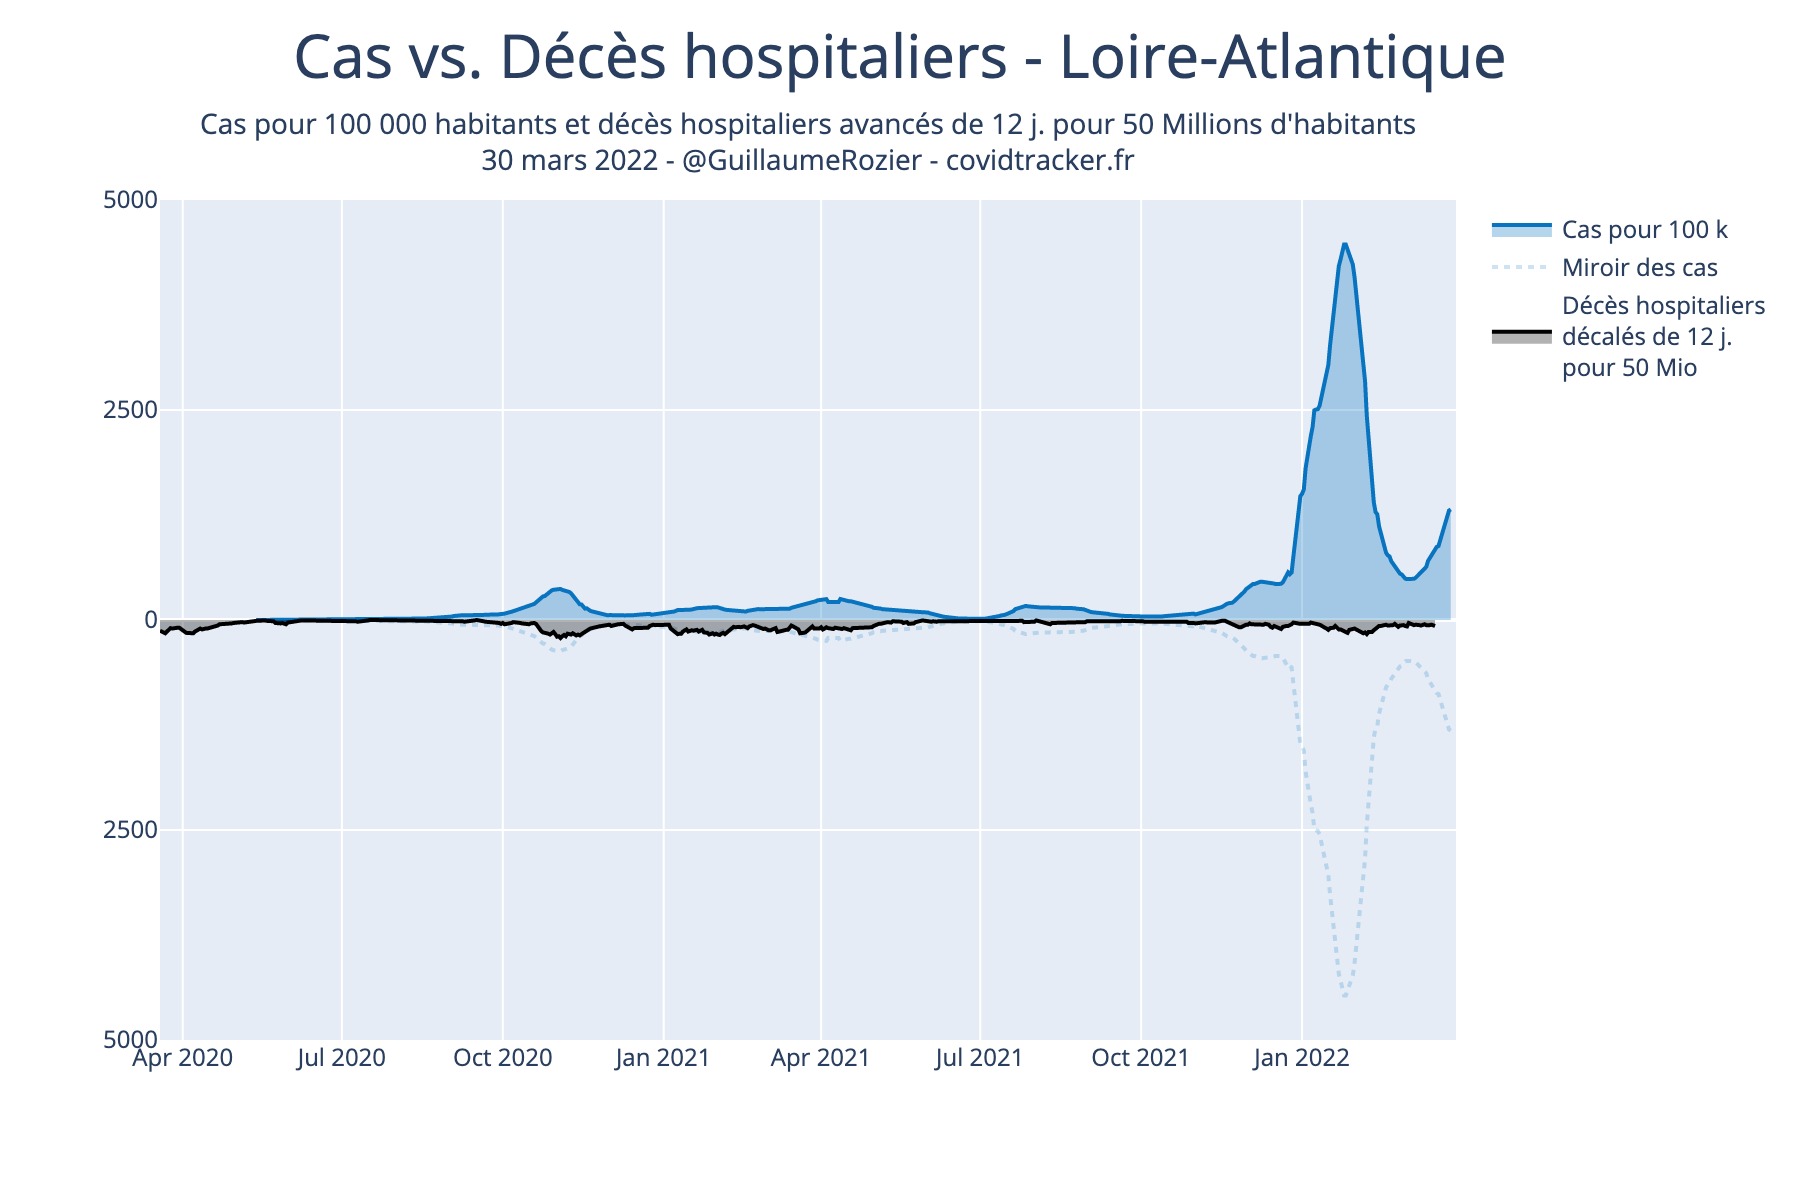 Cas vs. Décès hospitaliers - Loire-Atlantique
Cas pour 100 000 habitants et décès hospitaliers avancés de 12 j. pour 50 Millions d'habitants
30 mars 2022 - @GuillaumeRozier - covidtracker.fr
5000
2500
0
2500
5000
Apr 2020
Jul 2020
Oct 2020
Jan 2021
Apr 2021
Jul 2021
Oct 2021
Jan 2022
Cas pour 100 k
Miroir des cas
Décès hospitaliers
décalés de 12 j.
pour 50 Mio